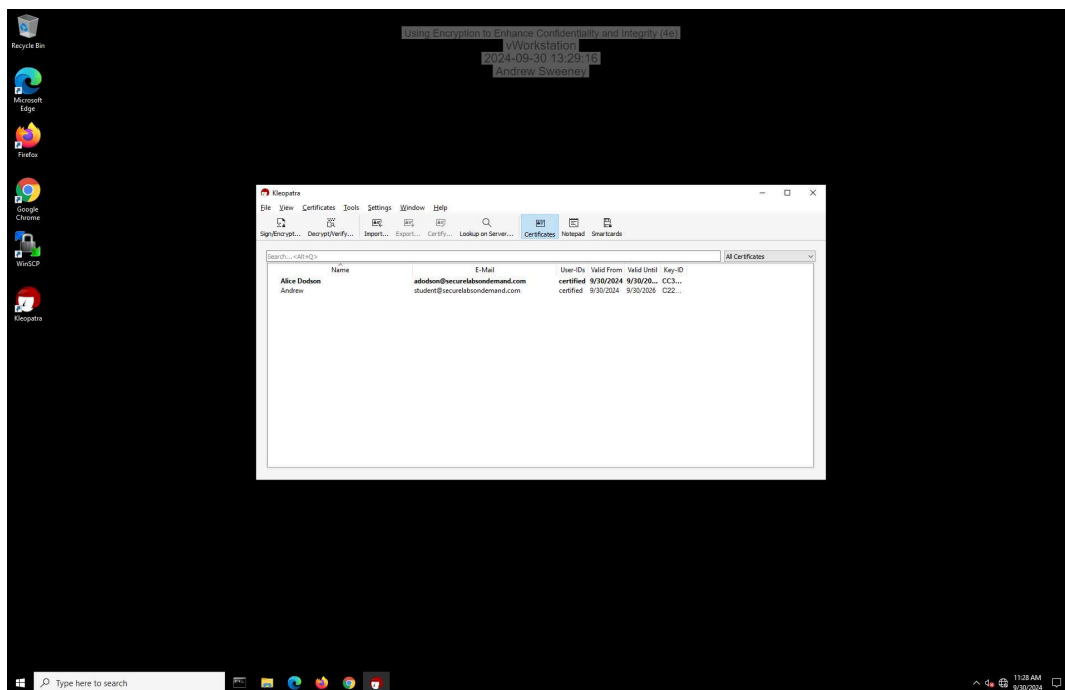 Using Encryption to Enhance Confidentiality and Integrity (4e)
vWorkstation
2024-09-30 13:29:16
Andrew Sweeney
Recycle Bin
Microsoft
Edge
Firefox
Google
Chrome
WinSCP
Kleopatra
Kleopatra
File View Certificates Tools Settings Window Help
Sign/Encrypt... Decrypt/Verify... Import... Export... Certify... Lookup on Server... Certificates Notepad Smartcards
Search...<Alt+Q> All Certificates
Name E-Mail User-IDs Valid From Valid Until Key-ID
Alice Dodson adodson@securelabsondemand.com certified 9/30/2024 9/30/20... CC3...
Andrew student@securelabsondemand.com certified 9/30/2024 9/30/2026 C22...
Type here to search
11:28 AM
9/30/2024